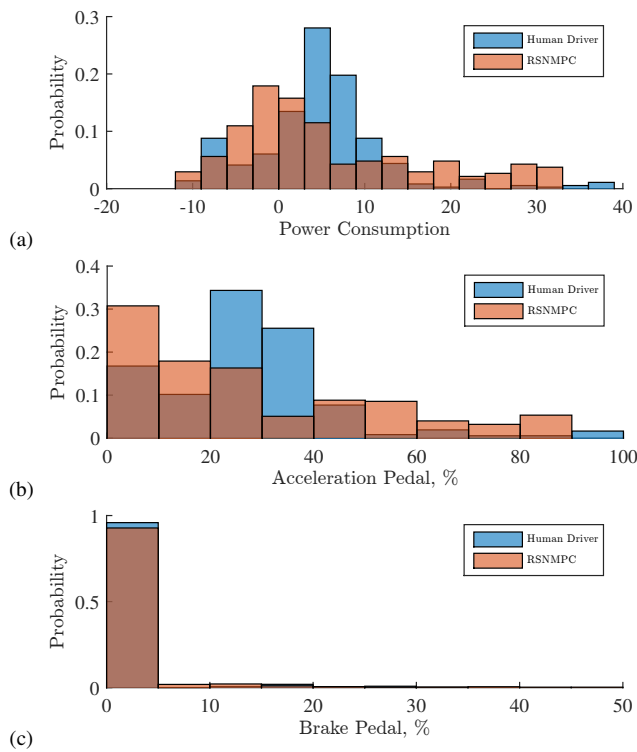 0.3
0.2
0.1
0
Probability
Human Driver
RSNMPC
-20 -10 0 10 20 30 40
Power Consumption
(a)
0.4
0.3
0.2
0.1
0
Probability
Human Driver
RSNMPC
0 20 40 60 80 100
Acceleration Pedal, %
(b)
1
0.5
0
Probability
Human Driver
RSNMPC
0 10 20 30 40 50
Brake Pedal, %
(c)